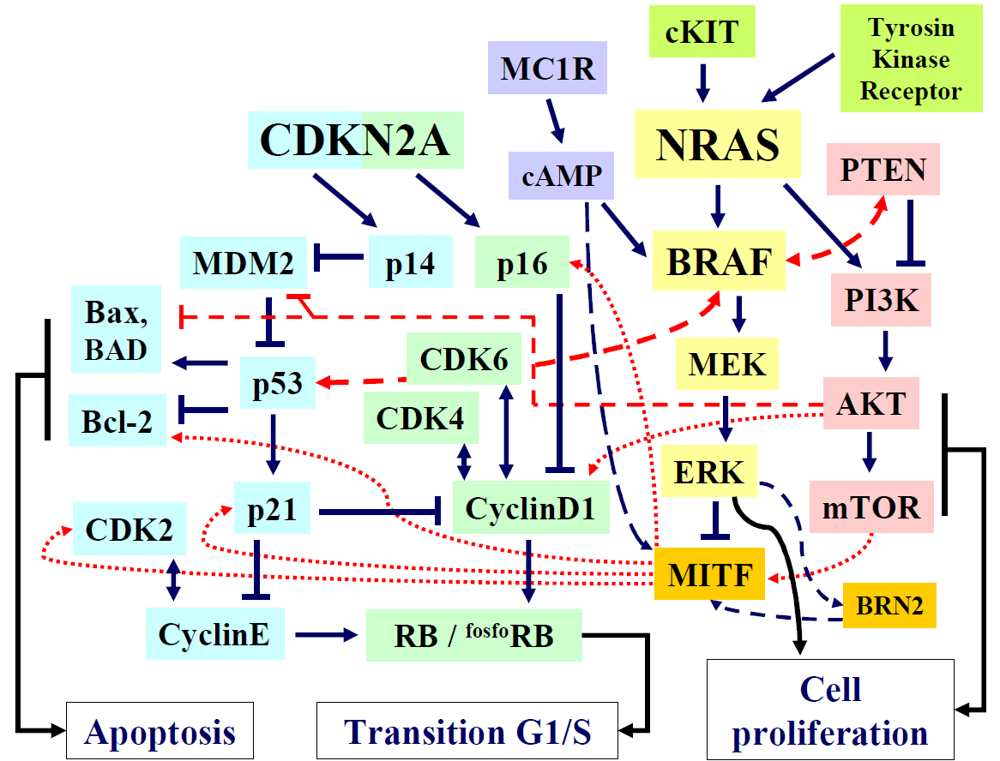 cKIT
Tyrosin
Kinase
Receptor
MC1R
CDKN2A
NRAS
cAMP
PTEN
MDM2
p14
p16
BRAF
PI3K
Bax,
BAD
CDK6
MEK
p53
Bcl-2
CDK4
AKT
ERK
p21
CyclinD1
mTOR
CDK2
MITF
BRN2
CyclinE
RB / fosfoRB
Apoptosis
Transition G1/S
Cell
proliferation